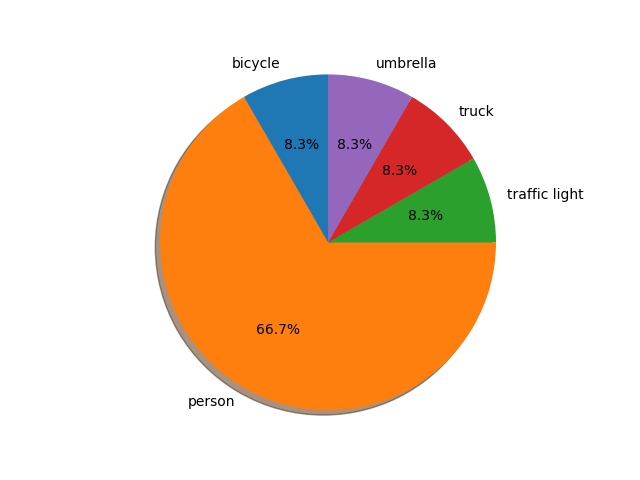 bicycle
umbrella
truck
8.3%
8.3%
8.3%
traffic light
8.3%
66.7%
person